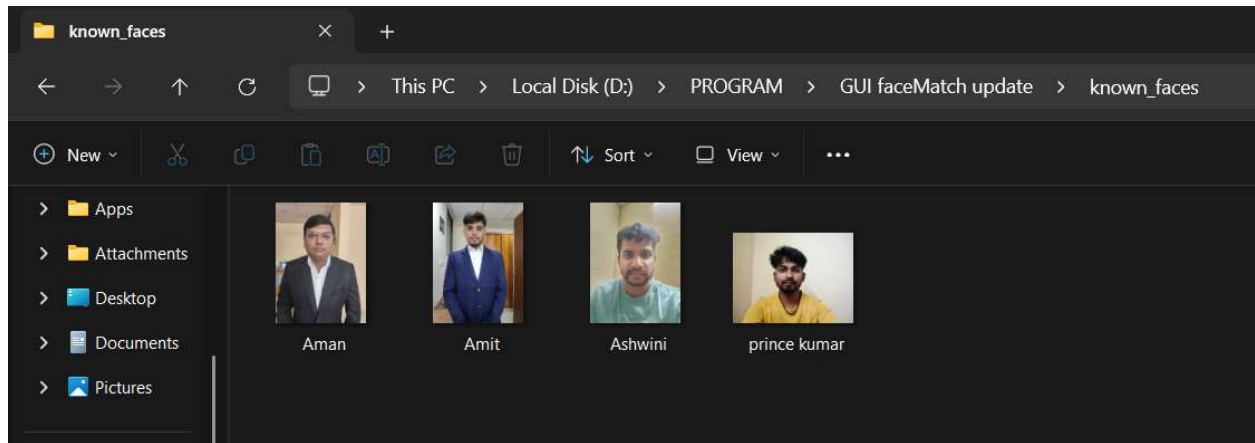 known_faces
This PC > Local Disk (D:) > PROGRAM > GUI faceMatch update > known_faces
New Sort View
Apps
Attachments
Desktop
Documents
Pictures
Aman Amit Ashwini prince kumar